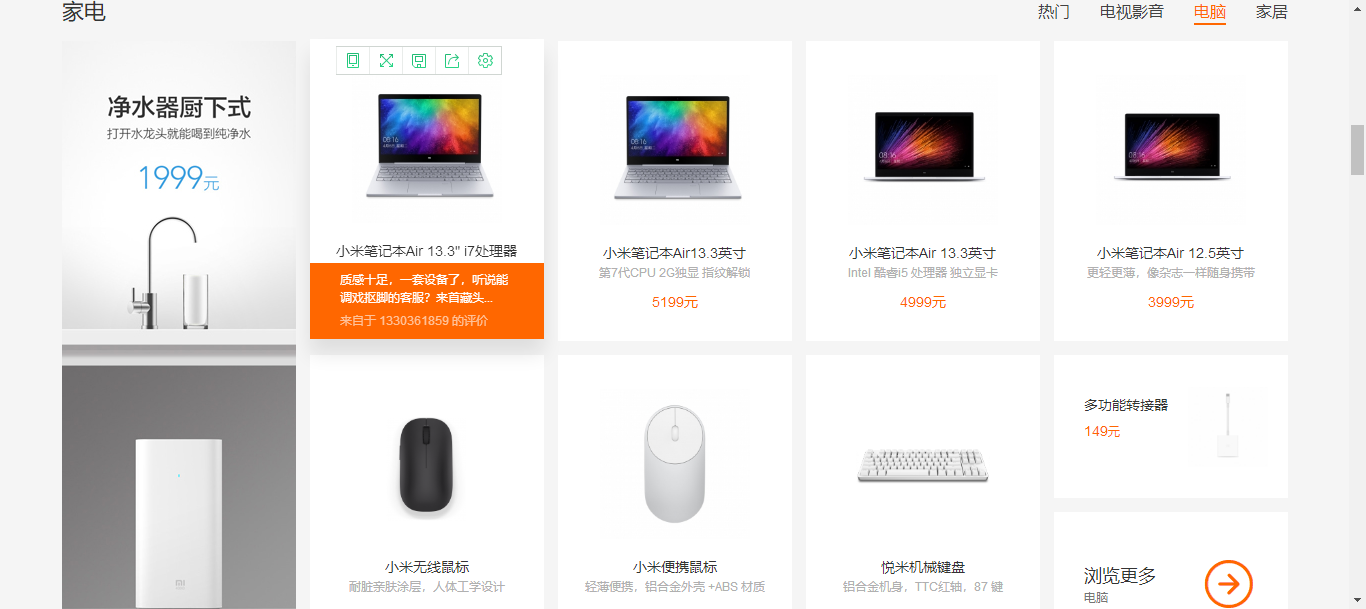 家电
热门 电视影音 电脑 家居
净水器厨下式
打开水龙头就能喝到纯净水
1999元
小米笔记本Air 13.3" i7处理器
质感十足，一套设备了，听说能
调戏抠脚的客服？来首藏头...
来自于 1330361859 的评价
小米笔记本Air13.3英寸
第7代CPU 2G独显 指纹解锁
5199元
小米笔记本Air 13.3英寸
Intel 酷睿i5 处理器 独立显卡
4999元
小米笔记本Air 12.5英寸
更轻更薄，像杂志一样随身携带
3999元
小米无线鼠标
耐脏亲肤涂层，人体工学设计
小米便携鼠标
轻薄便携，铝合金外壳 +ABS 材质
悦米机械键盘
铝合金机身，TTC红轴，87 键
多功能转接器
149元
浏览更多
电脑